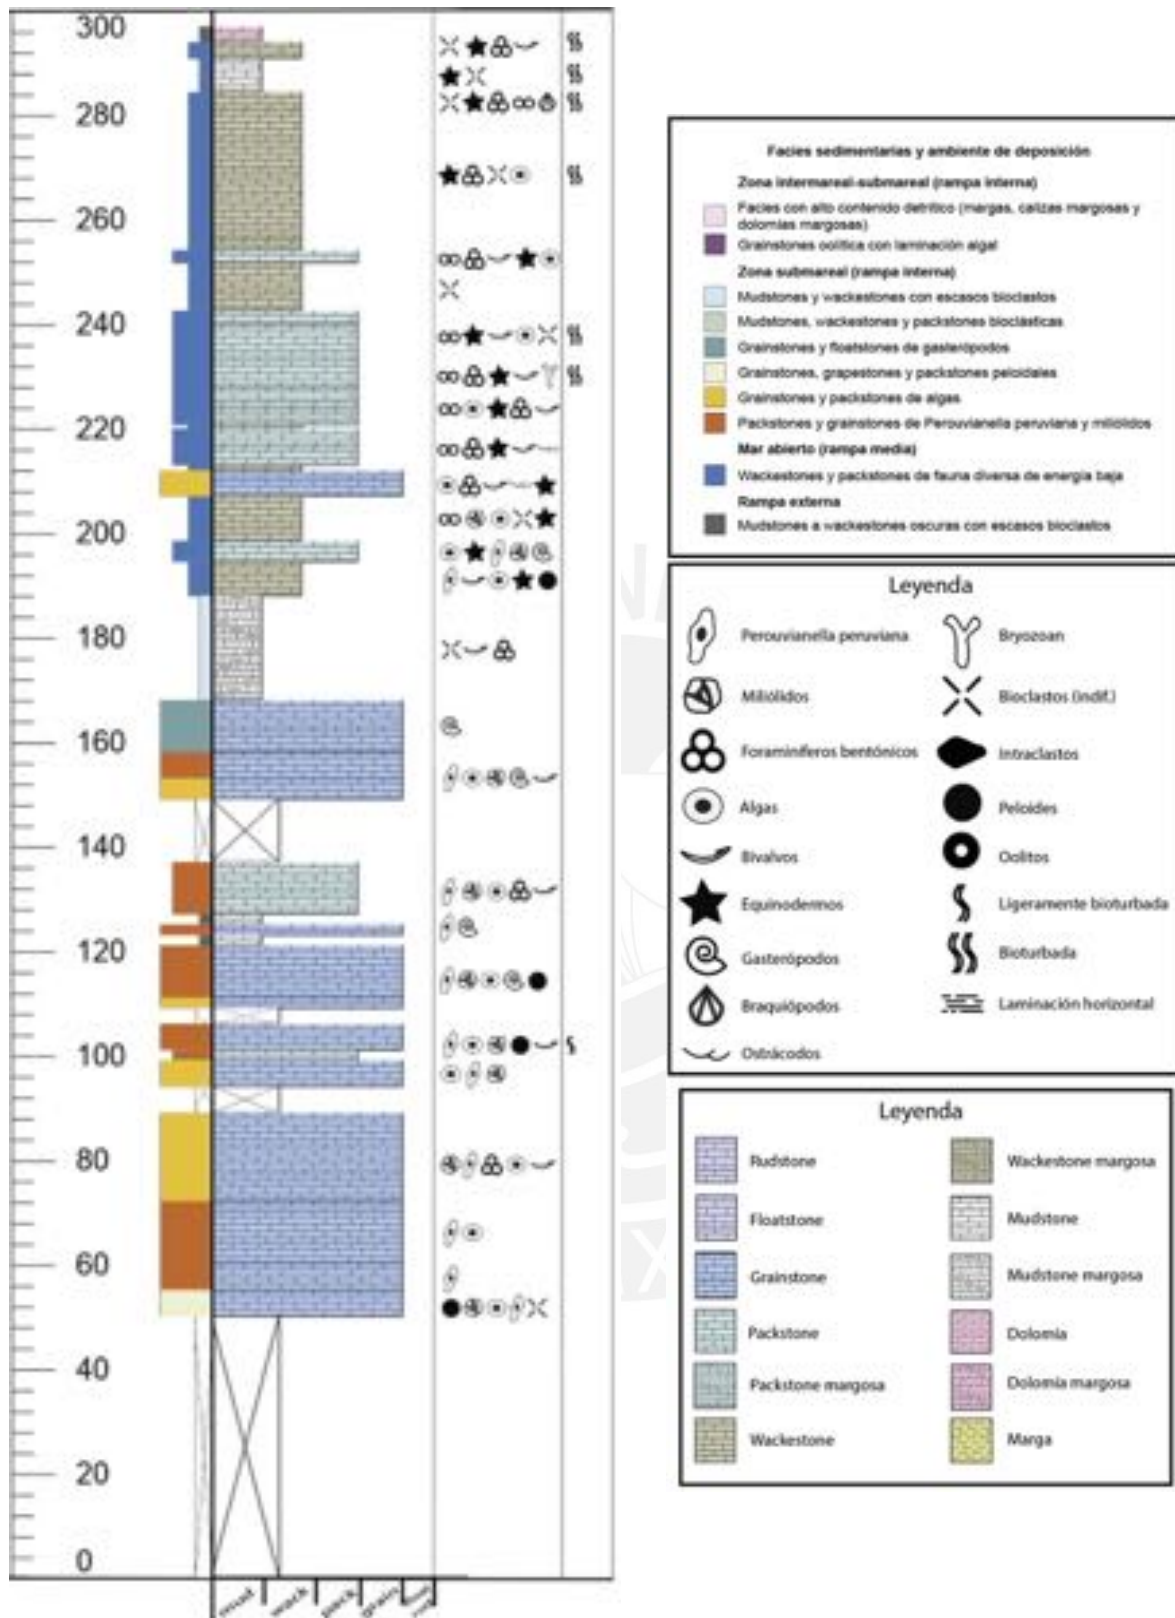 300
280
260
240
220
200
180
160
140
120
100
80
60
40
20
0
mud
wack
pack
grain
Facies sedimentarias y ambiente de deposición
Zona intermareal-submareal (rampa interna)
Facies con alto contenido detrítico (margas, calizas margosas y
dolomías margosas)
Grainstones oolítica con laminación algal
Zona submareal (rampa interna)
Mudstones y wackestones con escasos bioclastos
Mudstones, wackestones y packstones bioclásticas
Grainstones y floatstones de gasterópodos
Grainstones, grapestones y packstones peloidales
Grainstones y packstones de algas
Packstones y grainstones de Perouvianella peruviana y miliólidos
Mar abierto (rampa media)
Wackestones y packstones de fauna diversa de energía baja
Rampa externa
Mudstones a wackestones oscuras con escasos bioclastos
Leyenda
Perouvianella peruviana
Bryozoan
Miliólidos
Bioclastos (indif.)
Foraminíferos bentónicos
Intraclastos
Algas
Peloides
Bivalvos
Oolitos
Equinodermos
Ligeramente bioturbada
Gasterópodos
Bioturbada
Braquiópodos
Laminación horizontal
Ostrácodos
Leyenda
Rudstone
Wackestone margosa
Floatstone
Mudstone
Grainstone
Mudstone margosa
Packstone
Dolomía
Packstone margosa
Dolomía margosa
Wackestone
Marga